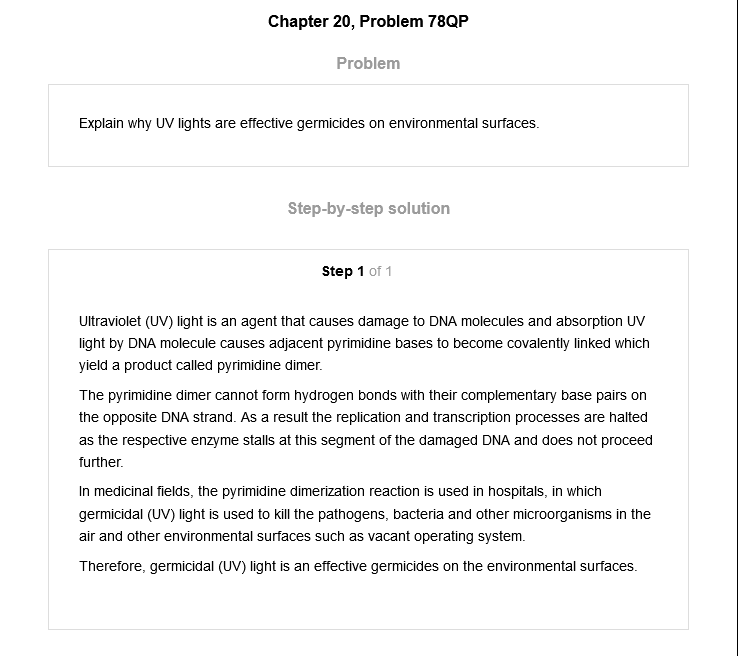 Chapter 20, Problem 78QP
Problem
Explain why UV lights are effective germicides on environmental surfaces.
Step-by-step solution
Step 1 of 1
Ultraviolet (UV) light is an agent that causes damage to DNA molecules and absorption UV
light by DNA molecule causes adjacent pyrimidine bases to become covalently linked which
yield a product called pyrimidine dimer.
The pyrimidine dimer cannot form hydrogen bonds with their complementary base pairs on
the opposite DNA strand. As a result the replication and transcription processes are halted
as the respective enzyme stalls at this segment of the damaged DNA and does not proceed
further.
In medicinal fields, the pyrimidine dimerization reaction is used in hospitals, in which
germicidal (UV) light is used to kill the pathogens, bacteria and other microorganisms in the
air and other environmental surfaces such as vacant operating system.
Therefore, germicidal (UV) light is an effective germicides on the environmental surfaces.